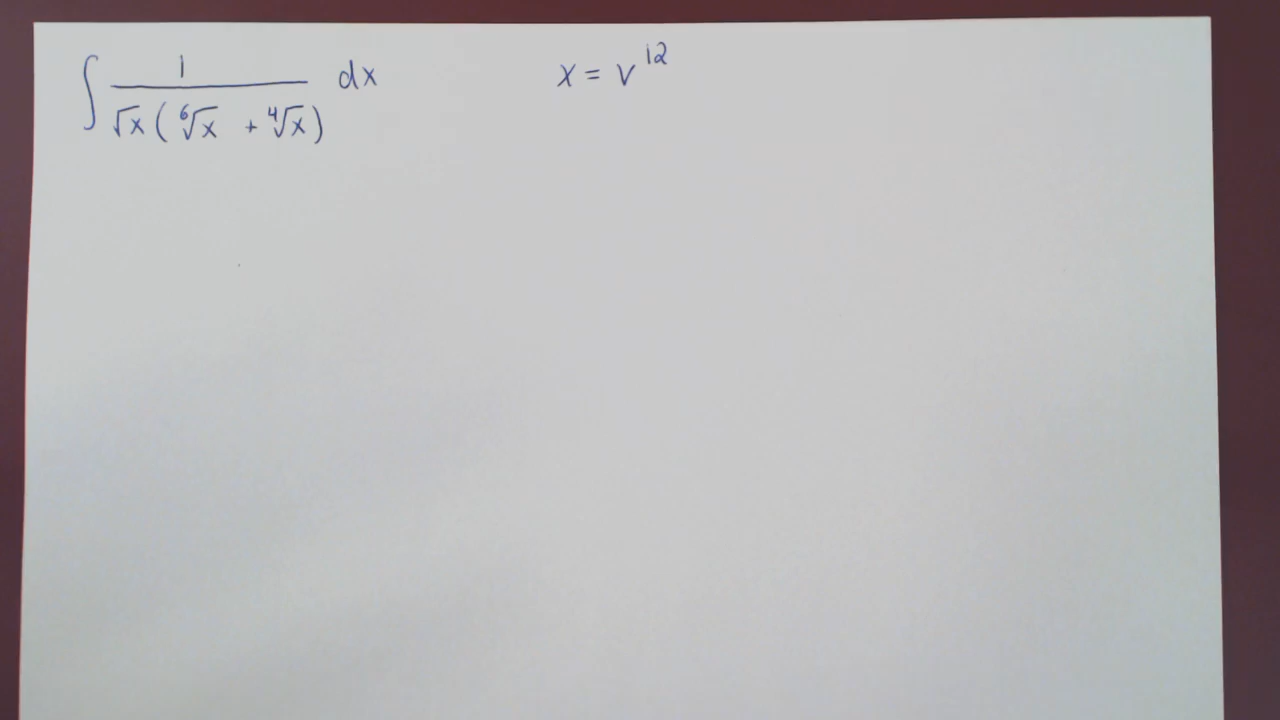 ∫ 1/(√x (⁶√x + ⁴√x)) dx
x = v¹²